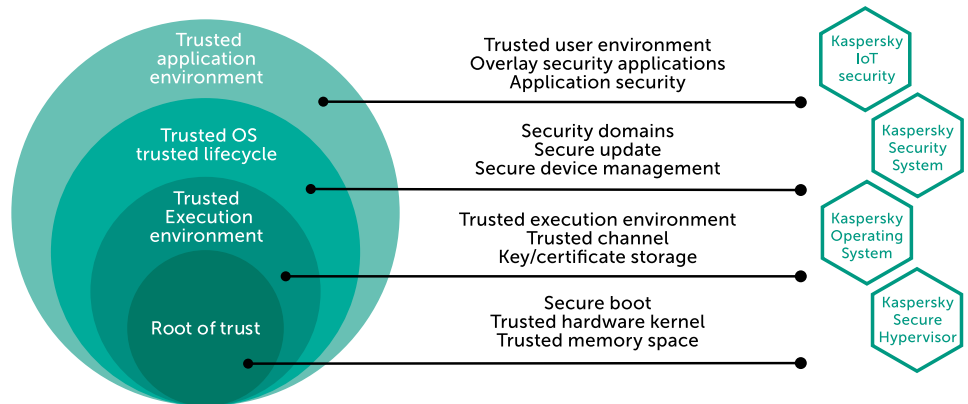 Trusted
application
environment
Trusted OS
trusted lifecycle
Trusted
Execution
environment
Root of trust
Trusted user environment
Overlay security applications
Application security
Security domains
Secure update
Secure device management
Trusted execution environment
Trusted channel
Key/certificate storage
Secure boot
Trusted hardware kernel
Trusted memory space
Kaspersky
IoT
security
Kaspersky
Security
System
Kaspersky
Operating
System
Kaspersky
Secure
Hypervisor